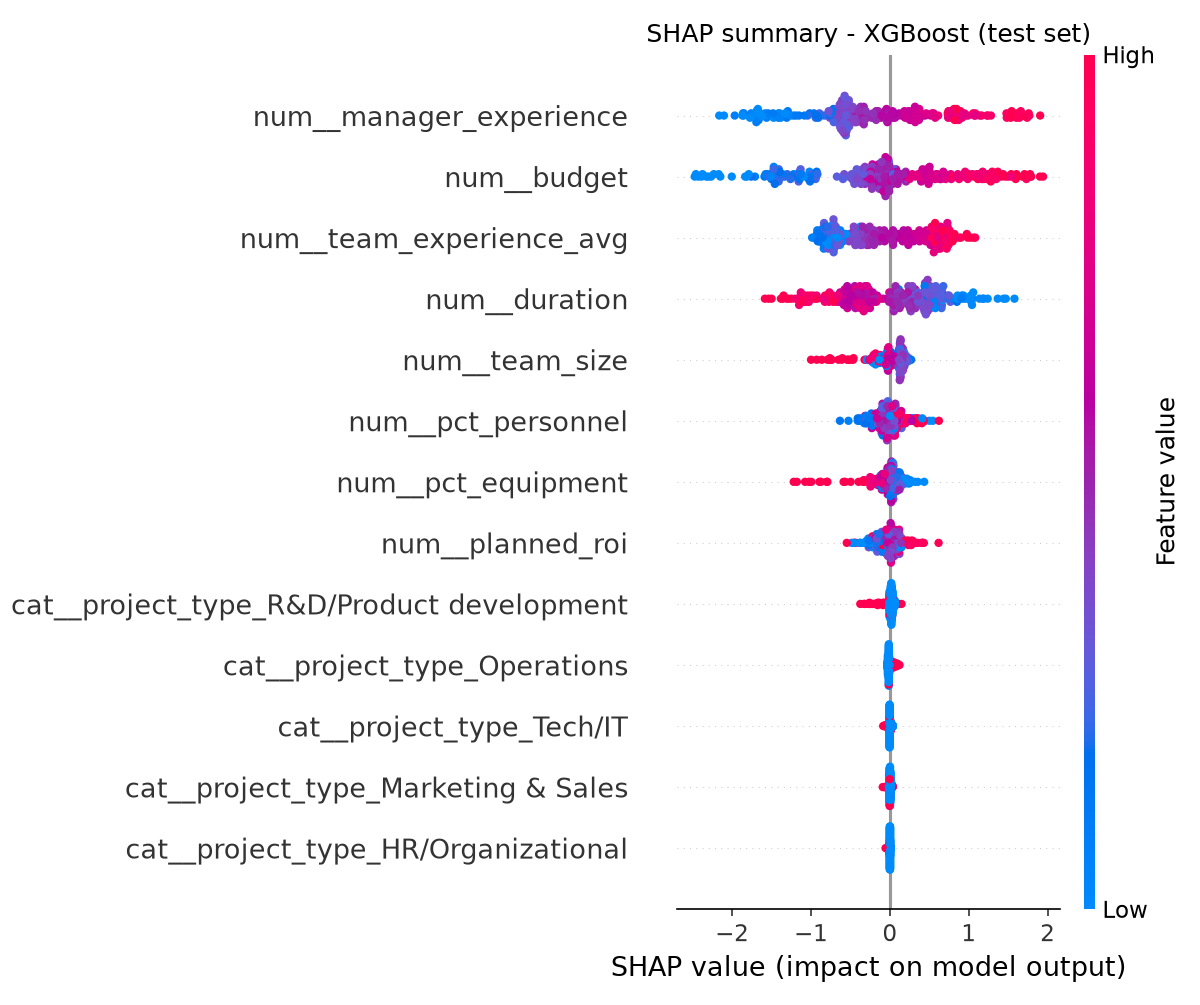 SHAP summary - XGBoost (test set)
High
num__manager_experience
num__budget
num__team_experience_avg
num__duration
num__team_size
num__pct_personnel
num__pct_equipment
num__planned_roi
cat__project_type_R&D/Product development
cat__project_type_Operations
cat__project_type_Tech/IT
cat__project_type_Marketing & Sales
cat__project_type_HR/Organizational
Feature value
Low
−2 −1 0 1 2
SHAP value (impact on model output)